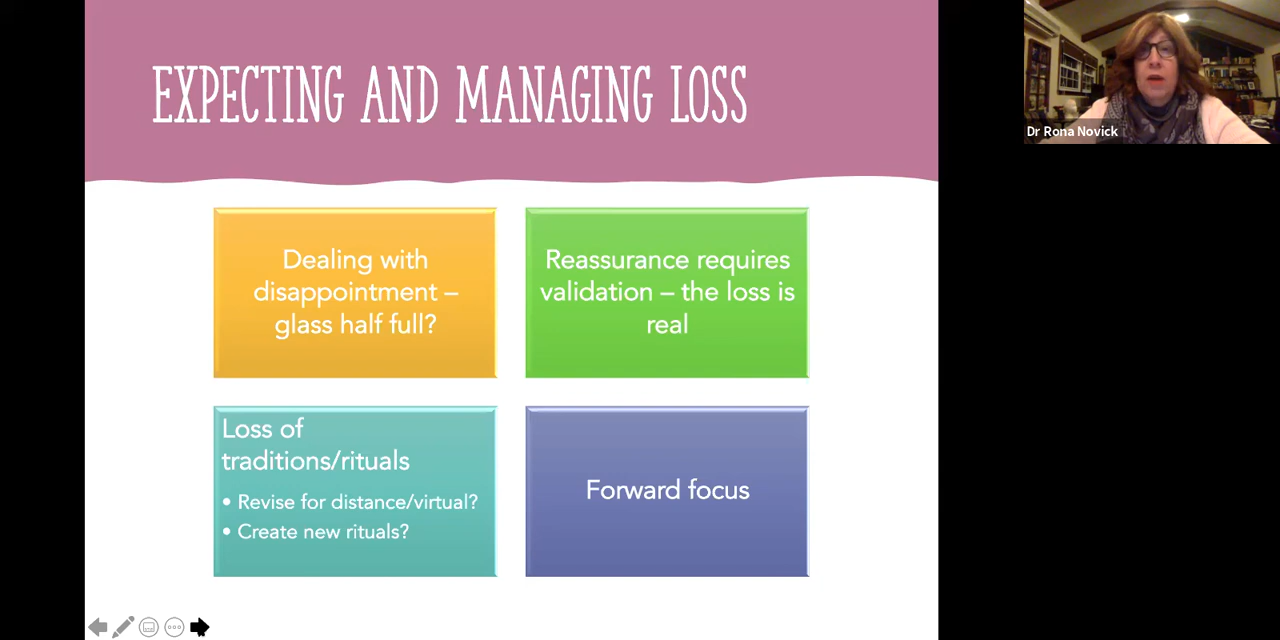 EXPECTING AND MANAGING LOSS
Dr Rona Novick
Dealing with
disappointment –
glass half full?
Reassurance requires
validation – the loss is
real
Loss of
traditions/rituals
• Revise for distance/virtual?
• Create new rituals?
Forward focus